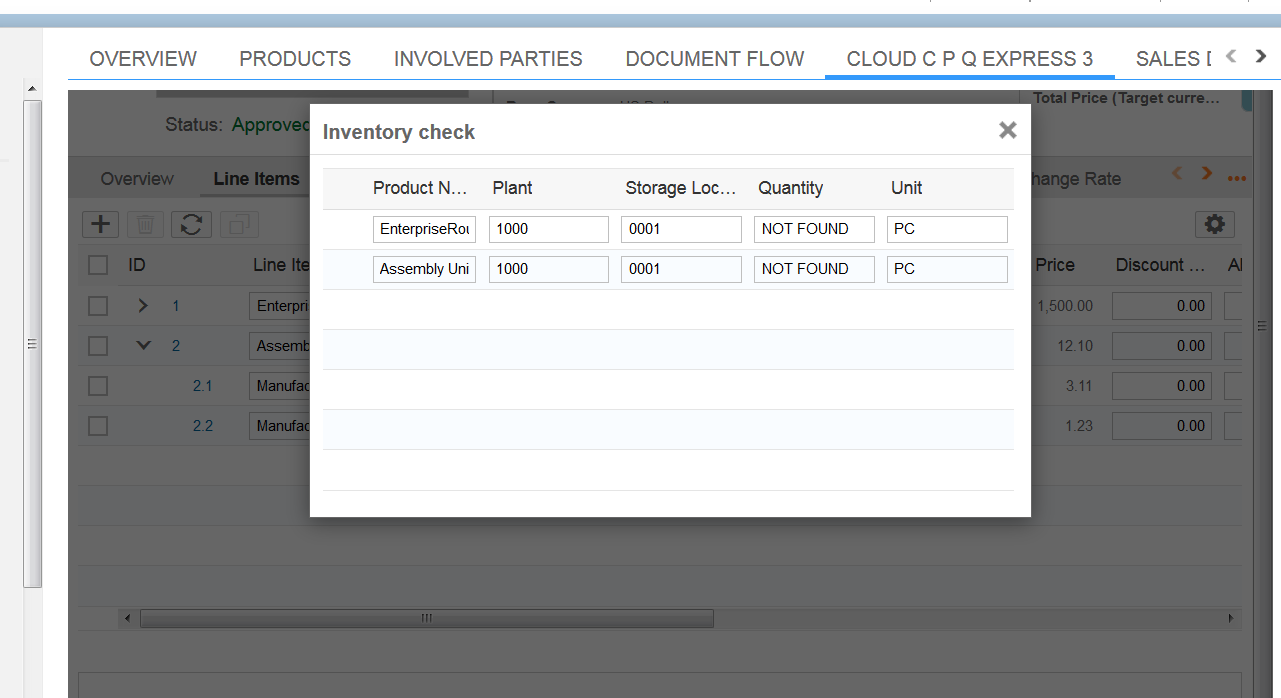 OVERVIEW PRODUCTS INVOLVED PARTIES DOCUMENT FLOW CLOUD C P Q EXPRESS 3 SALES
Total Price (Target curre...
Status: Approved
Inventory check
Overview Line Items hange Rate
Product N... Plant Storage Loc... Quantity Unit
EnterpriseRou 1000 0001 NOT FOUND PC
ID Line Ite Price Discount ...
Assembly Uni 1000 0001 NOT FOUND PC
1 Enterpri 1,500.00 0.00
2 Assemb 12.10 0.00
2.1 Manufac 3.11 0.00
2.2 Manufac 1.23 0.00